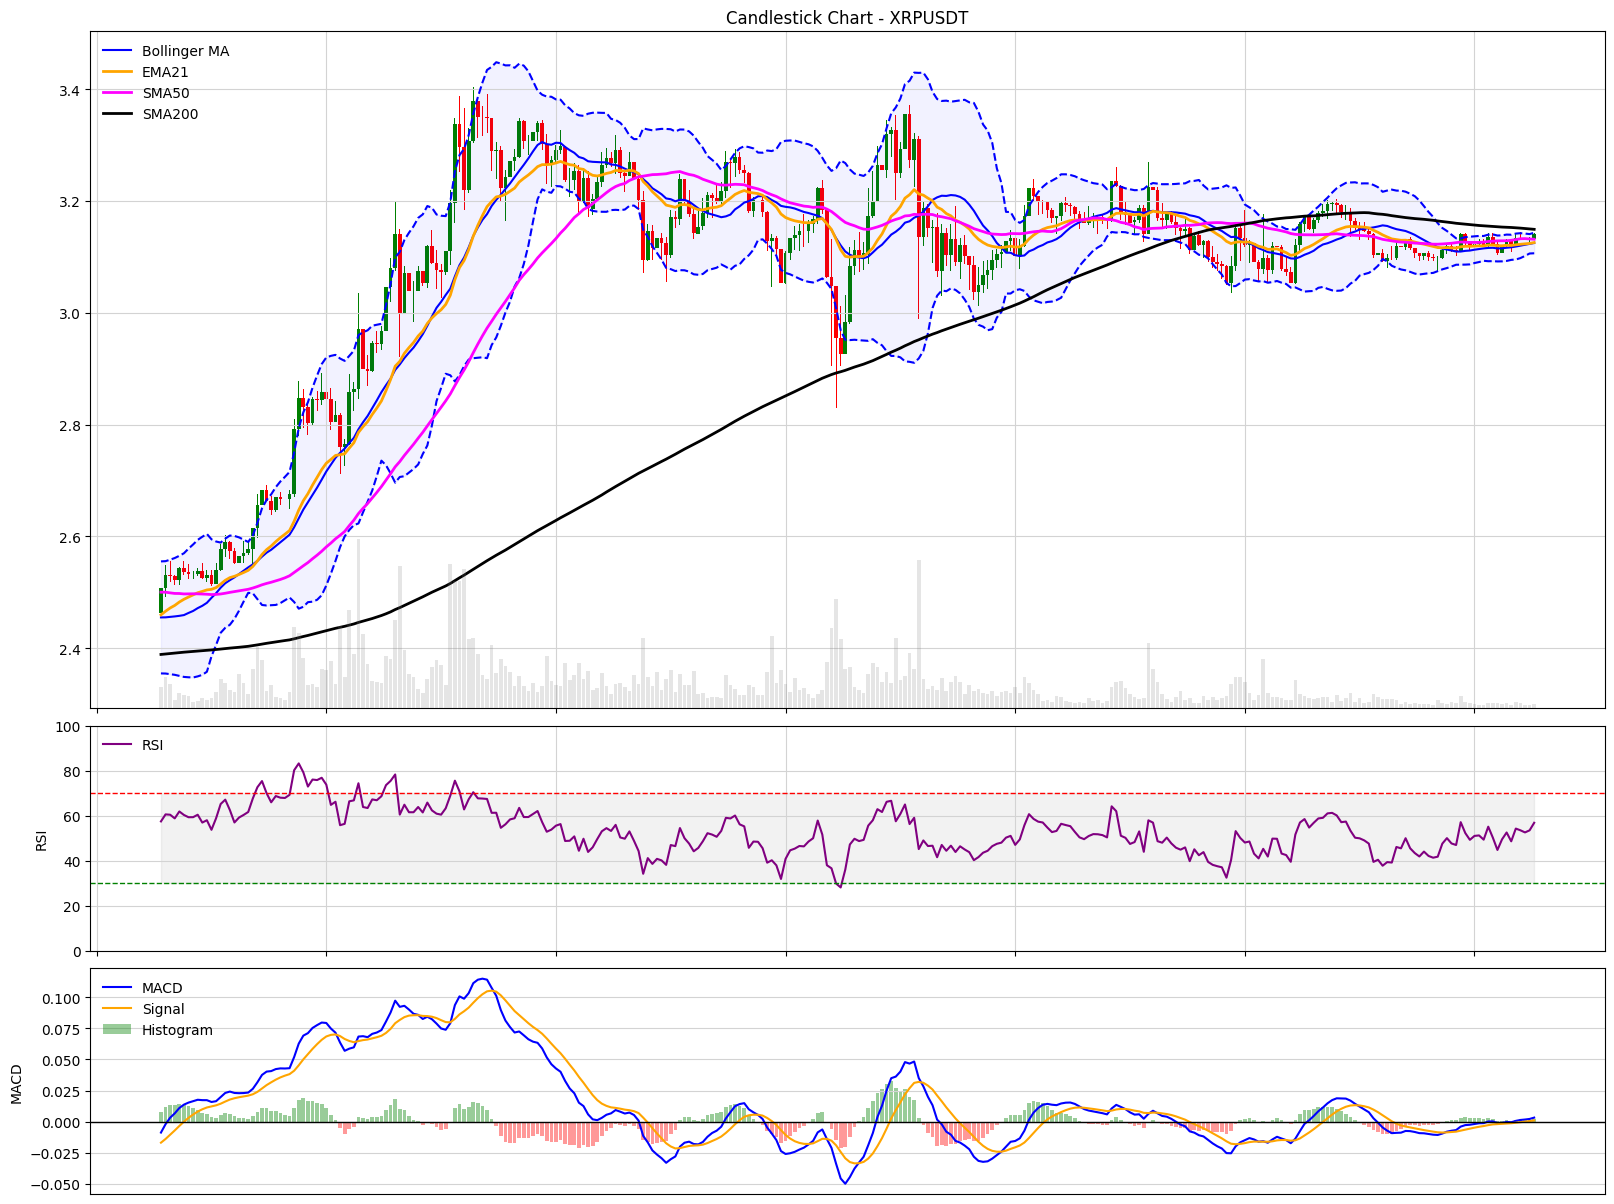 Candlestick Chart - XRPUSDT
Bollinger MA
EMA21
SMA50
SMA200
3.4
3.2
3.0
2.8
2.6
2.4
RSI
100
80
60
40
20
0
RSI
MACD
Signal
Histogram
0.100
0.075
0.050
0.025
0.000
−0.025
−0.050
MACD